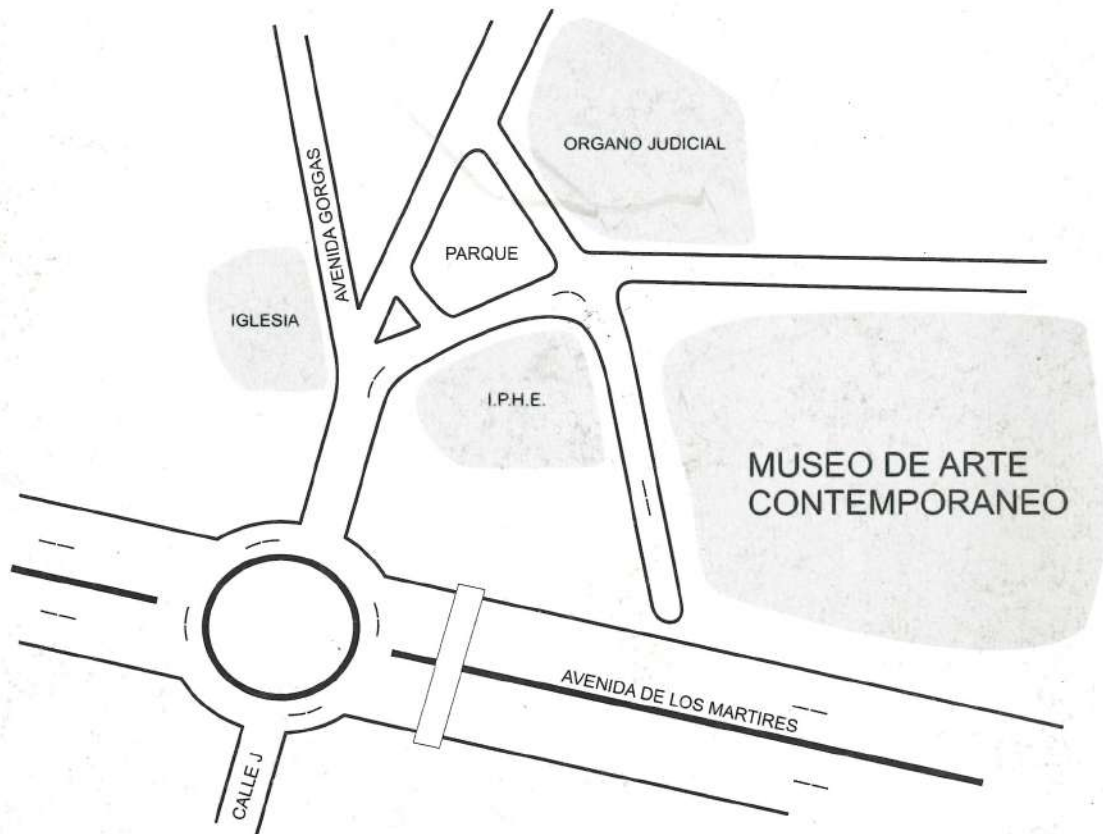 ORGANO JUDICIAL
AVENIDA GORGAS
PARQUE
IGLESIA
I.P.H.E.
MUSEO DE ARTE
CONTEMPORANEO
AVENIDA DE LOS MARTIRES
CALLE J